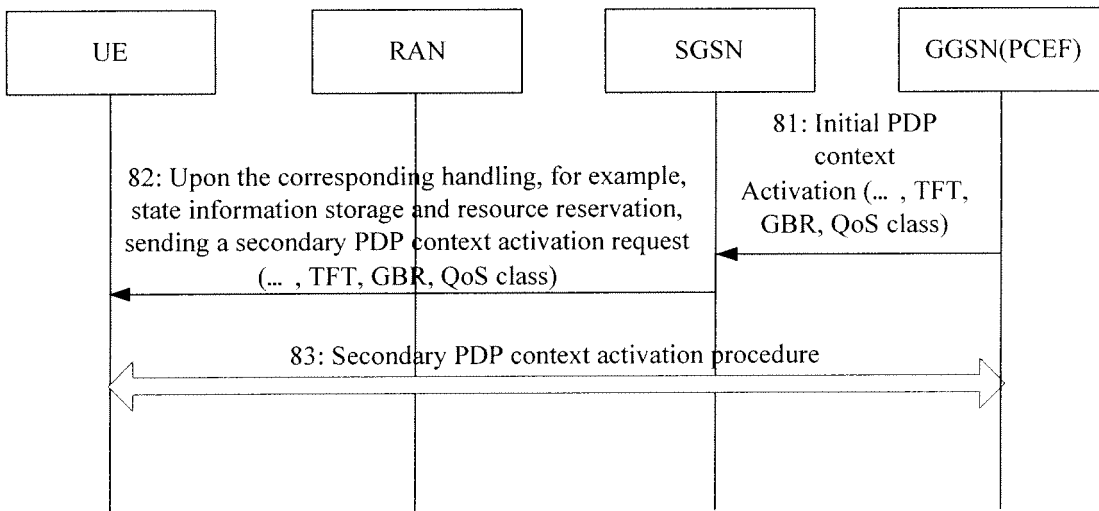 UE
RAN
SGSN
GGSN(PCEF)
81: Initial PDP
context
Activation (... , TFT,
GBR, QoS class)
82: Upon the corresponding handling, for example,
state information storage and resource reservation,
sending a secondary PDP context activation request
(... , TFT, GBR, QoS class)
83: Secondary PDP context activation procedure